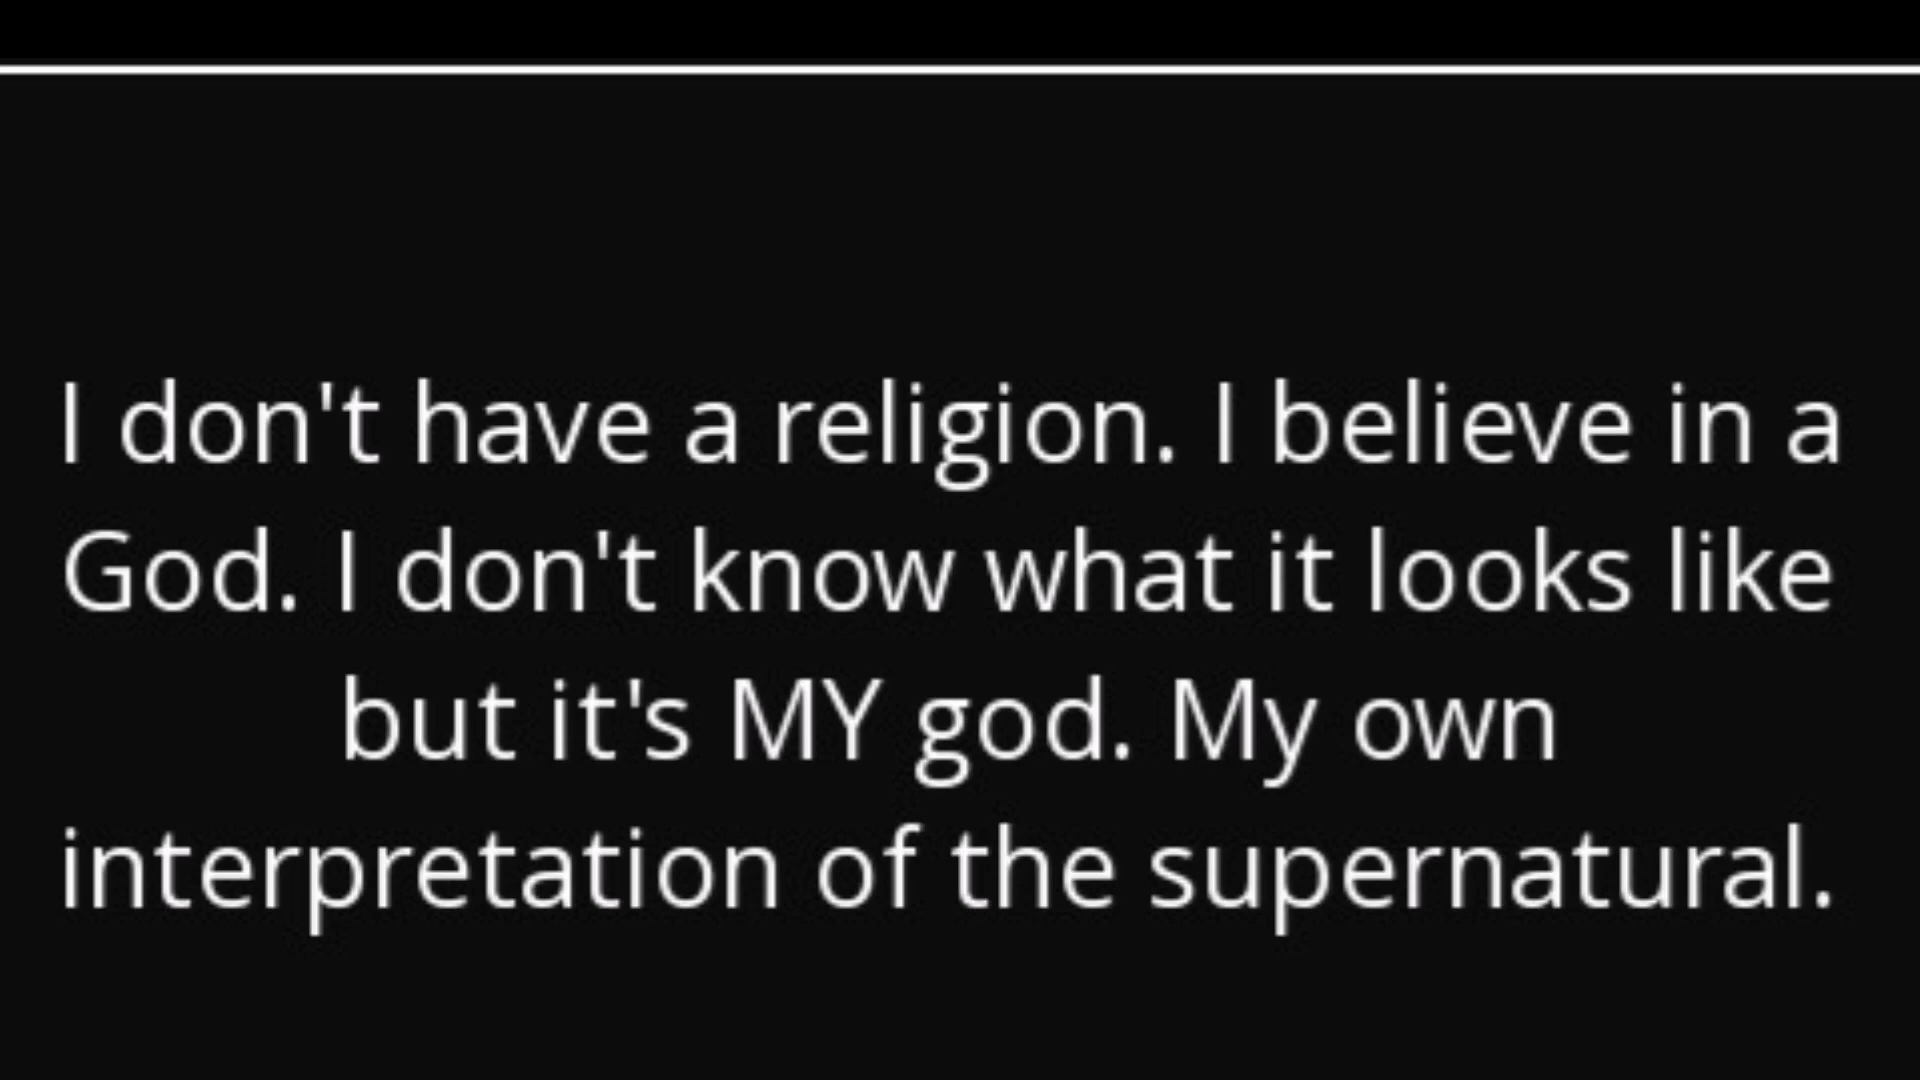 I don't have a religion. I believe in a
God. I don't know what it looks like
but it's MY god. My own
interpretation of the supernatural.